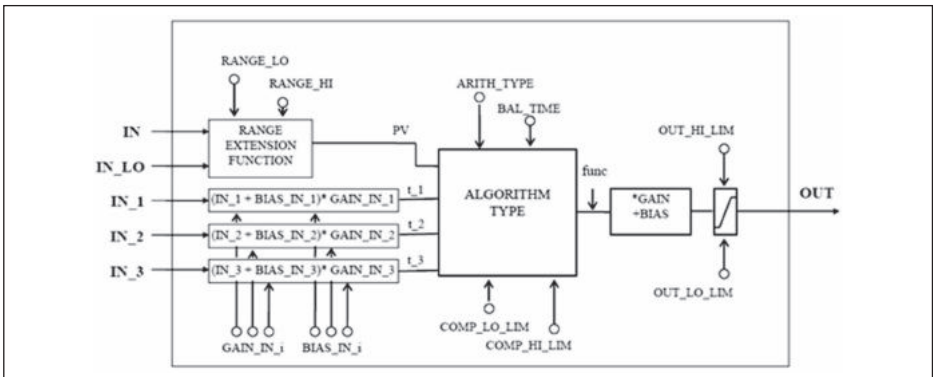 RANGE_LO
RANGE_HI
ARITH_TYPE
BAL_TIME
OUT_HI_LIM
IN
IN_LO
RANGE
EXTENSION
FUNCTION
PV
ALGORITHM
TYPE
func
*GAIN
+BIAS
OUT
IN_1
(IN_1 + BIAS_IN_1)* GAIN_IN_1
t_1
IN_2
(IN_2 + BIAS_IN_2)* GAIN_IN_2
t_2
IN_3
(IN_3 + BIAS_IN_3)* GAIN_IN_3
t_3
OUT_LO_LIM
COMP_LO_LIM
COMP_HI_LIM
GAIN_IN_i
BIAS_IN_i